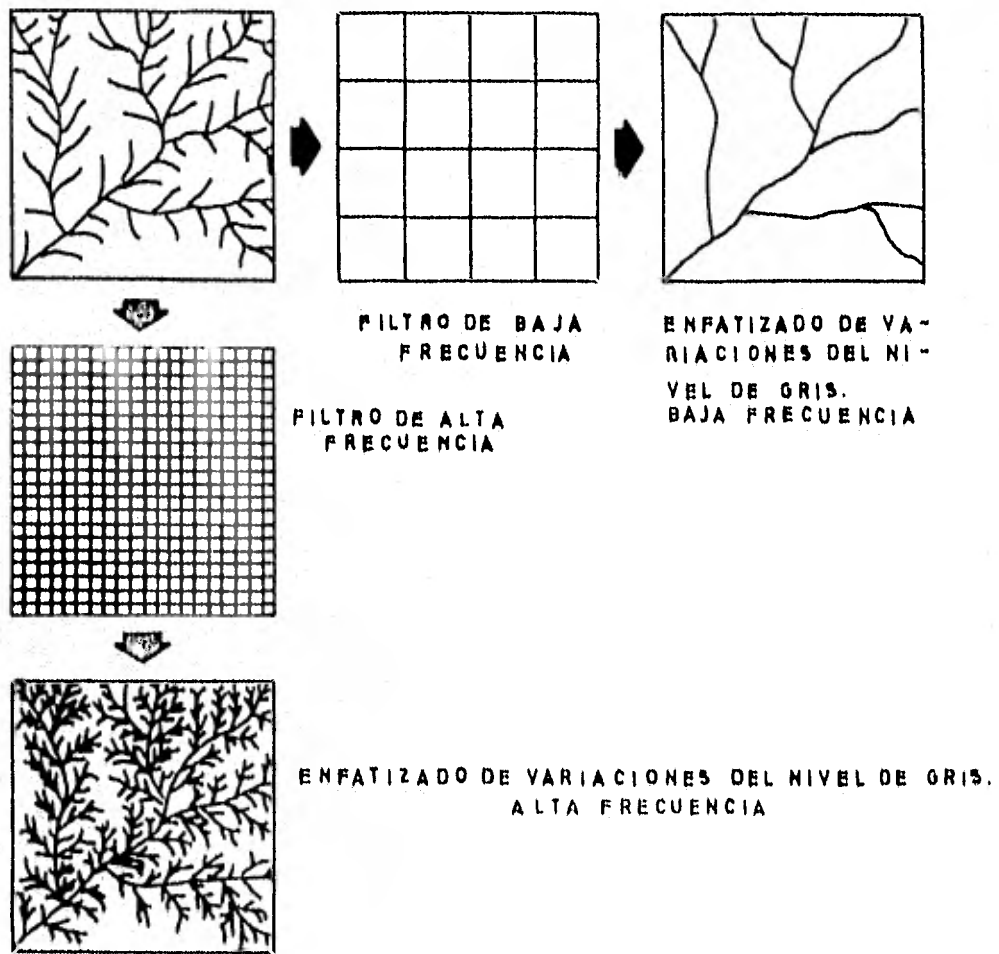 FILTRO DE BAJA
FRECUENCIA
ENFATIZADO DE VA-
RIACIONES DEL NI-
VEL DE GRIS.
BAJA FRECUENCIA
FILTRO DE ALTA
FRECUENCIA
ENFATIZADO DE VARIACIONES DEL NIVEL DE GRIS.
ALTA FRECUENCIA